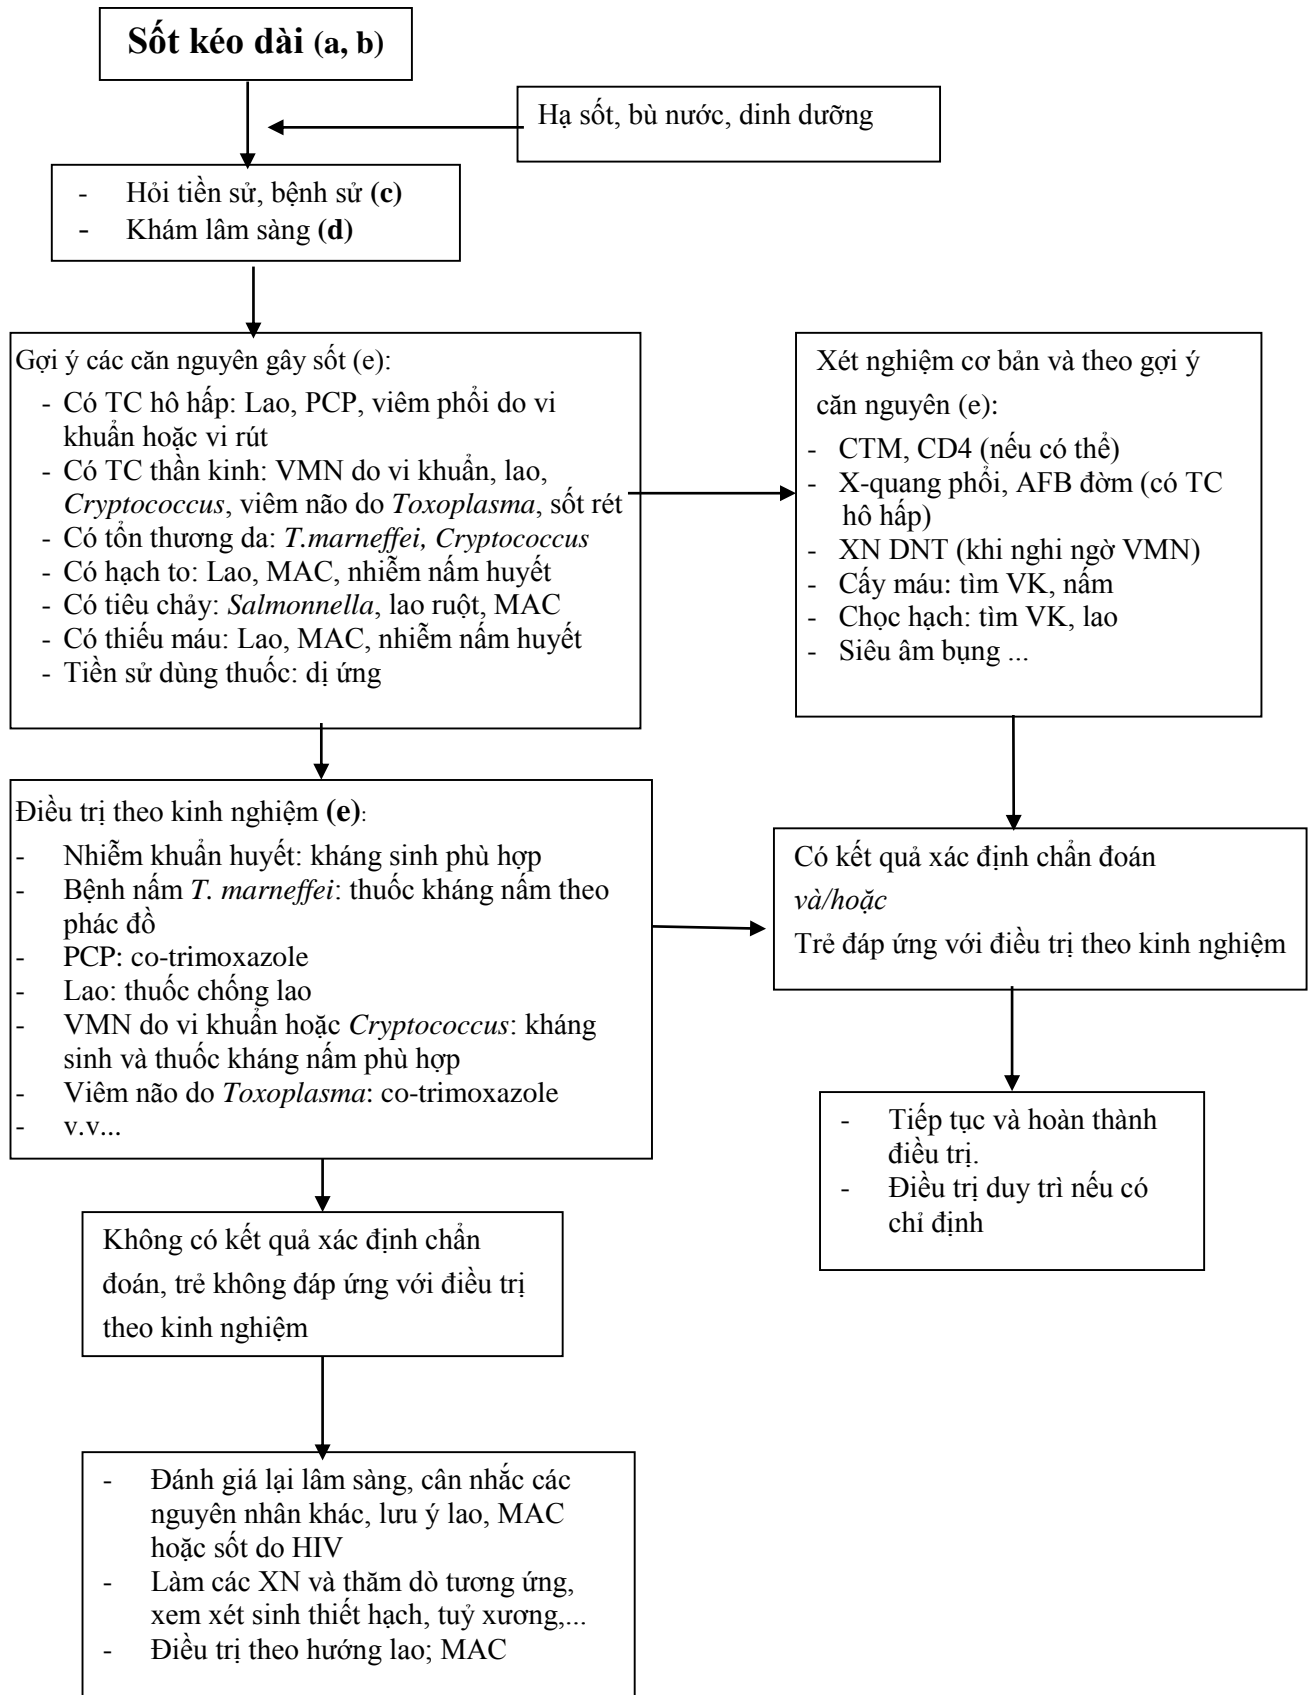 Sốt kéo dài (a, b)
Hạ sốt, bù nước, dinh dưỡng
- Hỏi tiền sử, bệnh sử (c)
- Khám lâm sàng (d)
Gợi ý các căn nguyên gây sốt (e):
- Có TC hô hấp: Lao, PCP, viêm phổi do vi
khuẩn hoặc vi rút
- Có TC thần kinh: VMN do vi khuẩn, lao,
Cryptococcus, viêm não do Toxoplasma, sốt rét
- Có tổn thương da: T.marneffei, Cryptococcus
- Có hạch to: Lao, MAC, nhiễm nấm huyết
- Có tiêu chảy: Salmonnella, lao ruột, MAC
- Có thiếu máu: Lao, MAC, nhiễm nấm huyết
- Tiền sử dùng thuốc: dị ứng
Xét nghiệm cơ bản và theo gợi ý
căn nguyên (e):
- CTM, CD4 (nếu có thể)
- X-quang phổi, AFB đờm (có TC
hô hấp)
- XN DNT (khi nghi ngờ VMN)
- Cấy máu: tìm VK, nấm
- Chọc hạch: tìm VK, lao
- Siêu âm bụng ...
Điều trị theo kinh nghiệm (e):
- Nhiễm khuẩn huyết: kháng sinh phù hợp
- Bệnh nấm T. marneffei: thuốc kháng nấm theo
phác đồ
- PCP: co-trimoxazole
- Lao: thuốc chống lao
- VMN do vi khuẩn hoặc Cryptococcus: kháng
sinh và thuốc kháng nấm phù hợp
- Viêm não do Toxoplasma: co-trimoxazole
- v.v...
Có kết quả xác định chẩn đoán
và/hoặc
Trẻ đáp ứng với điều trị theo kinh nghiệm
- Tiếp tục và hoàn thành
điều trị.
- Điều trị duy trì nếu có
chỉ định
Không có kết quả xác định chẩn
đoán, trẻ không đáp ứng với điều trị
theo kinh nghiệm
- Đánh giá lại lâm sàng, cân nhắc các
nguyên nhân khác, lưu ý lao, MAC
hoặc sốt do HIV
- Làm các XN và thăm dò tương ứng,
xem xét sinh thiết hạch, tuỷ xương,...
- Điều trị theo hướng lao; MAC